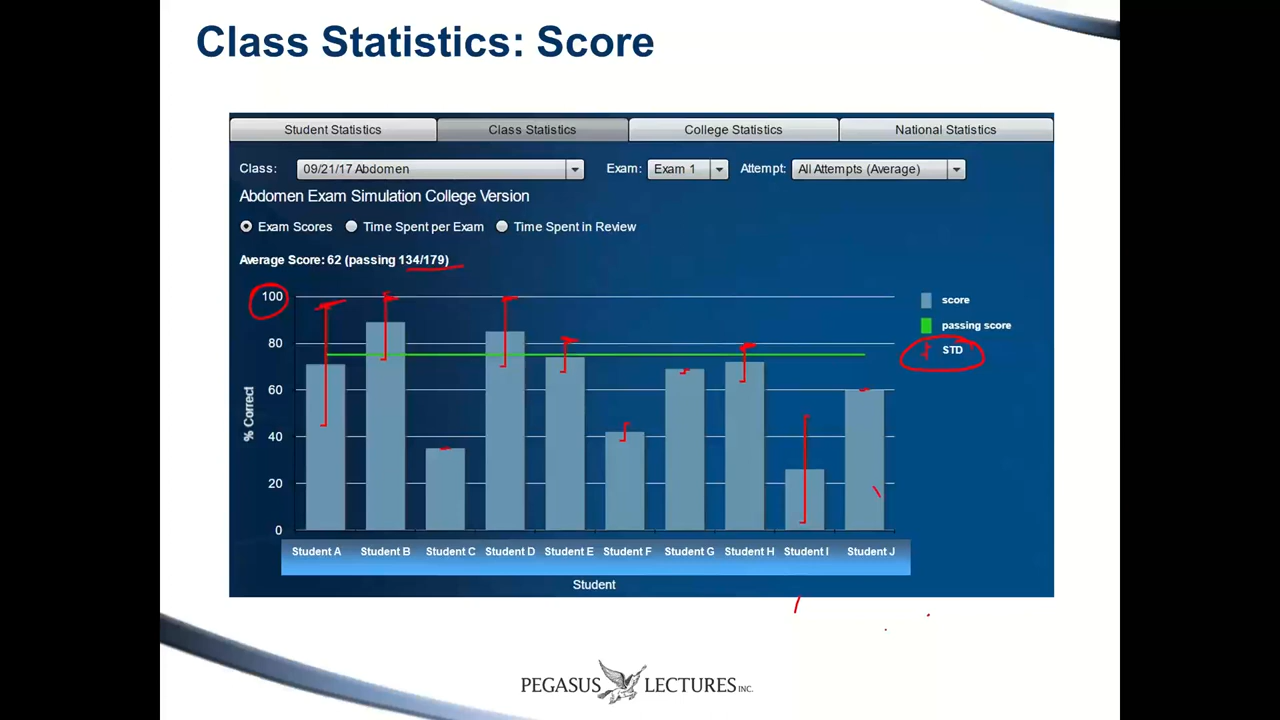 Class Statistics: Score
Student Statistics Class Statistics College Statistics National Statistics
Class: 09/21/17 Abdomen Exam: Exam 1 Attempt: All Attempts (Average)
Abdomen Exam Simulation College Version
Exam Scores Time Spent per Exam Time Spent in Review
Average Score: 62 (passing 134/179)
100
80
60
40
20
0
% Correct
score
passing score
STD
Student A Student B Student C Student D Student E Student F Student G Student H Student I Student J
Student
PEGASUS LECTURES INC.